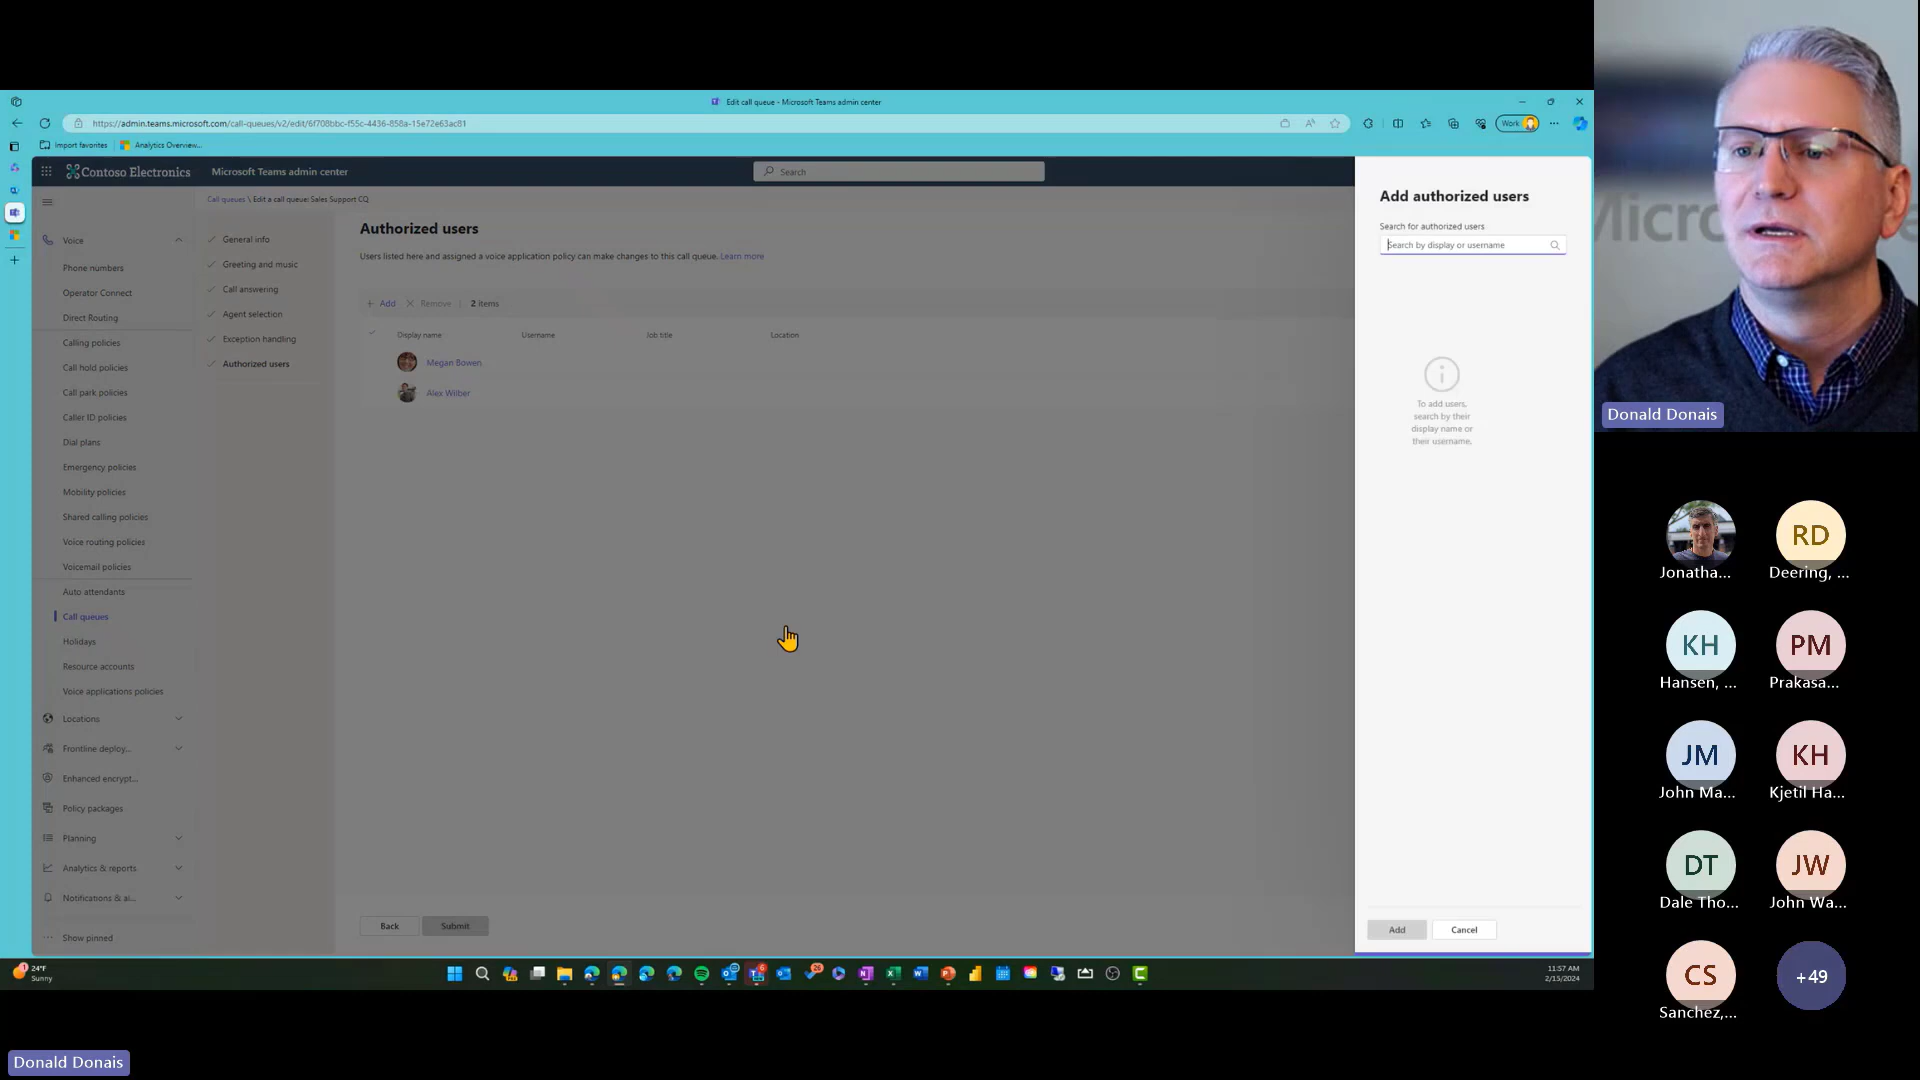 Edit call queue - Microsoft Teams admin center
https://admin.teams.microsoft.com/call-queues/v2/edit/6f708bbc-f55c-4436-858a-15e72e63ac81
Work
Import favorites
Analytics Overview...
Contoso Electronics
Microsoft Teams admin center
Search
Voice
Phone numbers
Operator Connect
Direct Routing
Calling policies
Call hold policies
Call park policies
Caller ID policies
Dial plans
Emergency policies
Mobility policies
Shared calling policies
Voice routing policies
Voicemail policies
Auto attendants
Call queues
Holidays
Resource accounts
Voice applications policies
Locations
Frontline deploy...
Enhanced encrypt...
Policy packages
Planning
Analytics & reports
Notifications & al...
Show pinned
Call queues \ Edit a call queue: Sales Support CQ
General info
Greeting and music
Call answering
Agent selection
Exception handling
Authorized users
Authorized users
Users listed here and assigned a voice application policy can make changes to this call queue. Learn more
+ Add
Remove
2 items
Display name
Username
Job title
Location
Megan Bowen
Alex Wilber
Back
Submit
Add authorized users
Search for authorized users
Search by display or username
To add users,
search by their
display name or
their username.
Add
Cancel
24°F
Sunny
11:57 AM
2/15/2024
Micro
Donald Donais
Jonatha...
RD
Deering, ...
KH
Hansen, ...
PM
Prakasa...
JM
John Ma...
KH
Kjetil Ha...
DT
Dale Tho...
JW
John Wa...
CS
Sanchez,...
+49
Donald Donais